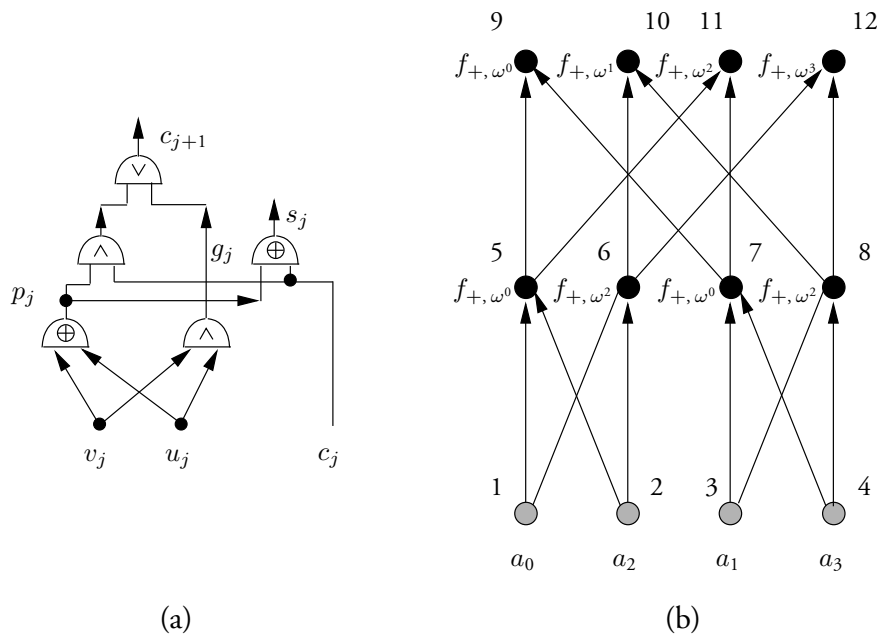 c_{j+1}
∨
s_j
∧
⊕
g_j
p_j
⊕
∧
v_j
u_j
c_j
(a)
9
10
11
12
f_{+, ω^0}
f_{+, ω^1}
f_{+, ω^2}
f_{+, ω^3}
5
6
7
8
f_{+, ω^0}
f_{+, ω^2}
f_{+, ω^0}
f_{+, ω^2}
1
2
3
4
a_0
a_2
a_1
a_3
(b)